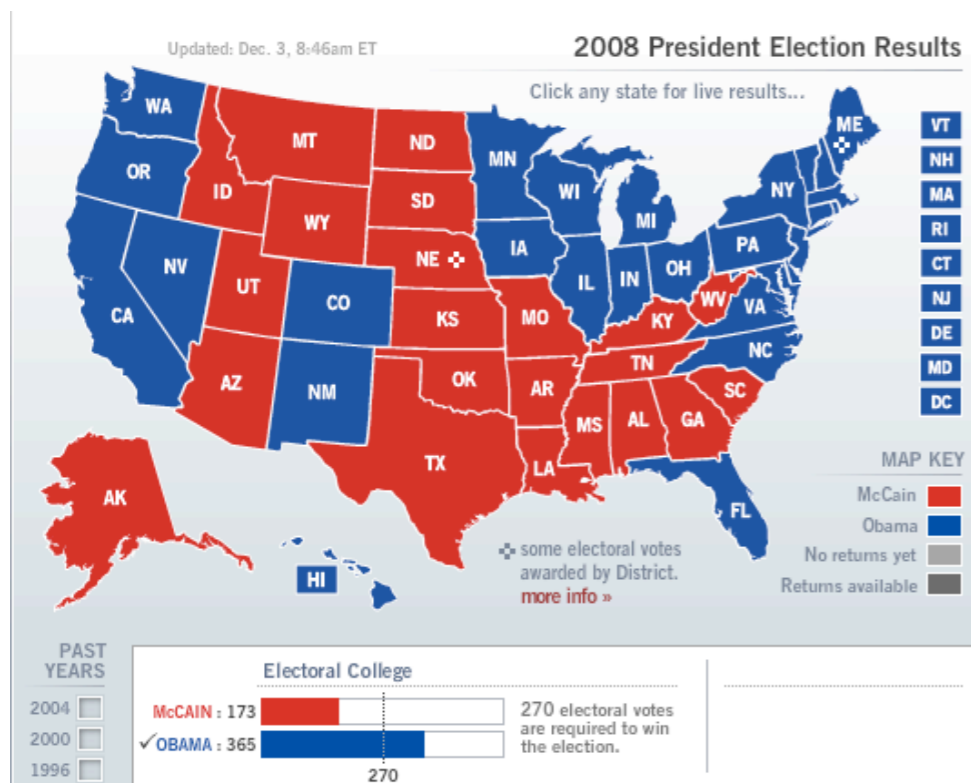 Updated: Dec. 3, 8:46am ET
2008 President Election Results
Click any state for live results...
WA
OR
CA
NV
ID
MT
WY
UT
AZ
CO
NM
ND
SD
NE
KS
OK
TX
MN
IA
MO
AR
LA
WI
IL
MI
IN
OH
KY
TN
MS
AL
GA
WV
VA
NC
SC
FL
PA
NY
ME
AK
HI
VT
NH
MA
RI
CT
NJ
DE
MD
DC
MAP KEY
McCain
Obama
No returns yet
Returns available
some electoral votes
awarded by District.
more info »
PAST
YEARS
2004
2000
1996
Electoral College
McCAIN : 173
OBAMA : 365
270
270 electoral votes
are required to win
the election.